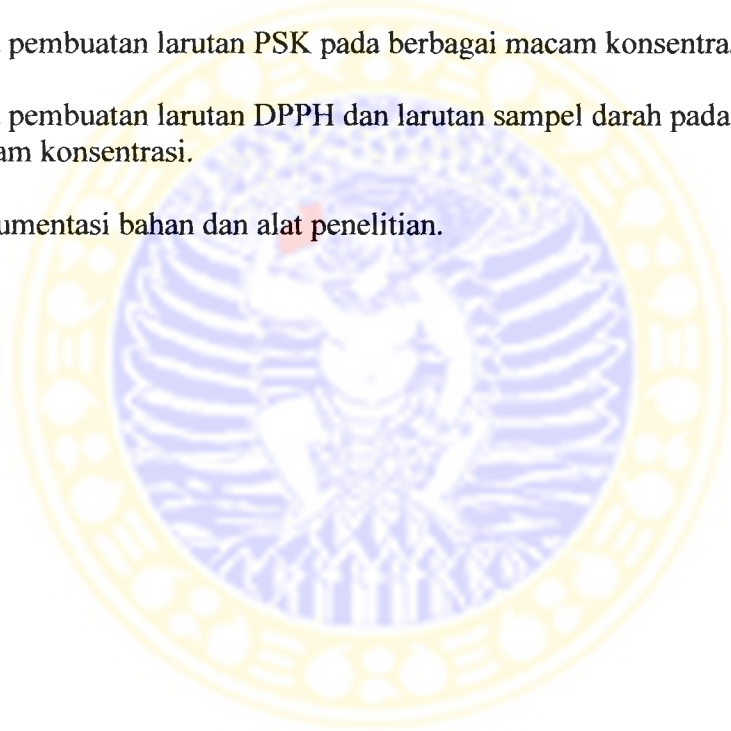 pembuatan larutan PSK pada berbagai macam konsentra
pembuatan larutan DPPH dan larutan sampel darah pada
am konsentrasi.
umentasi bahan dan alat penelitian.